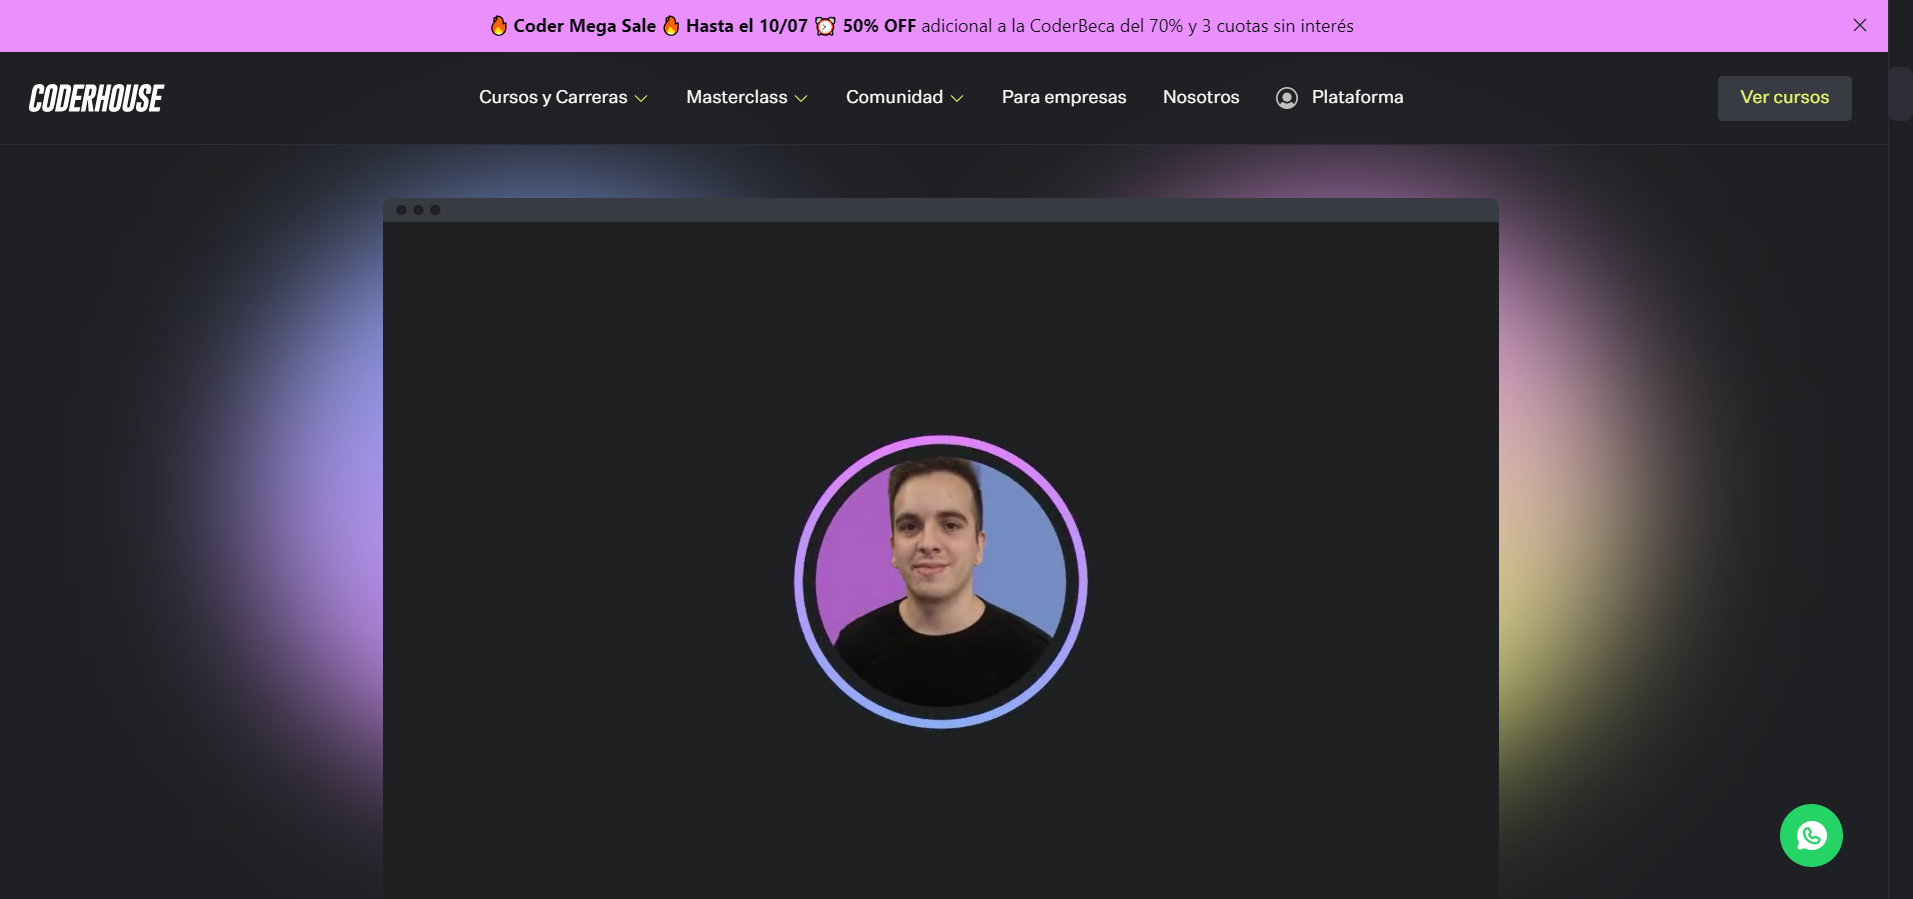 🔥 Coder Mega Sale 🔥 Hasta el 10/07 ⏰ 50% OFF adicional a la CoderBeca del 70% y 3 cuotas sin interés
CODERHOUSE
Cursos y Carreras
Masterclass
Comunidad
Para empresas
Nosotros
Plataforma
Ver cursos